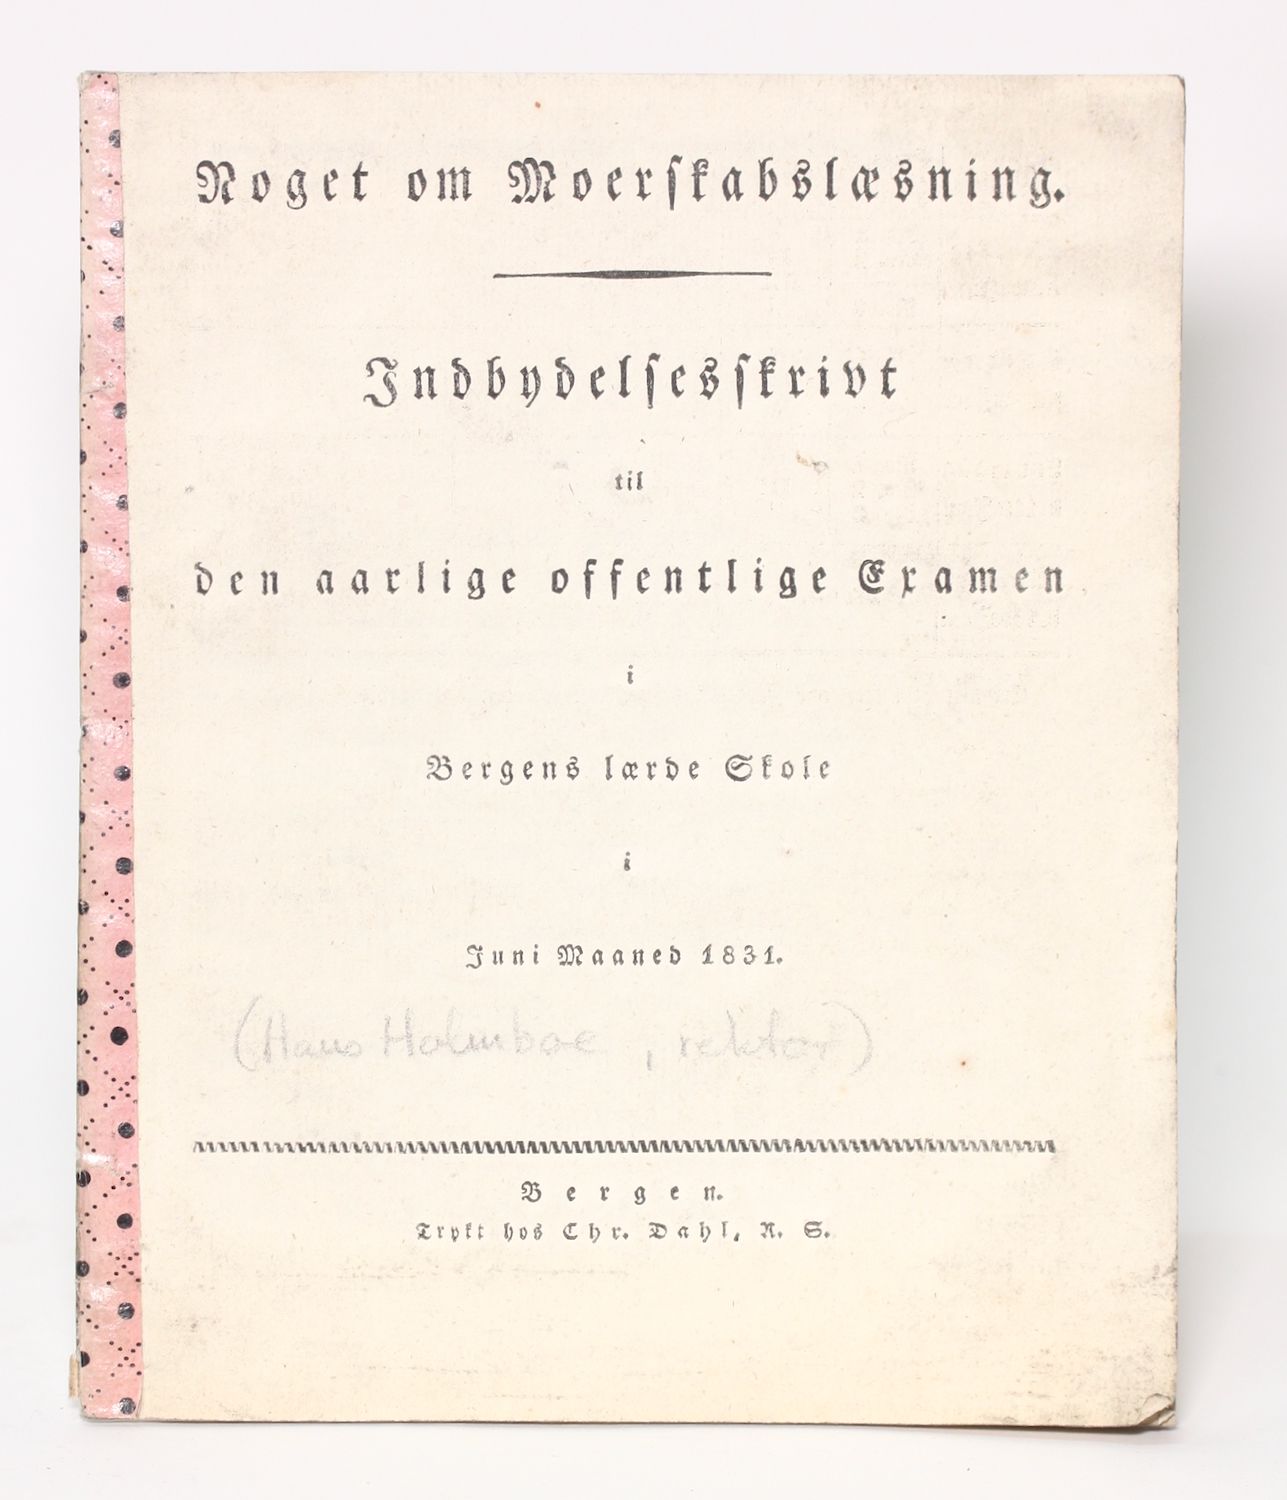 Noget om Moerskabslæsning.
Indbydelsesskrivt
til
den aarlige offentlige Examen
i
Bergens lærde Skole
i
Juni Maaned 1831.
(Hans Holmboe, rektor)
Bergen.
Trykt hos Chr. Dahl, R. S.